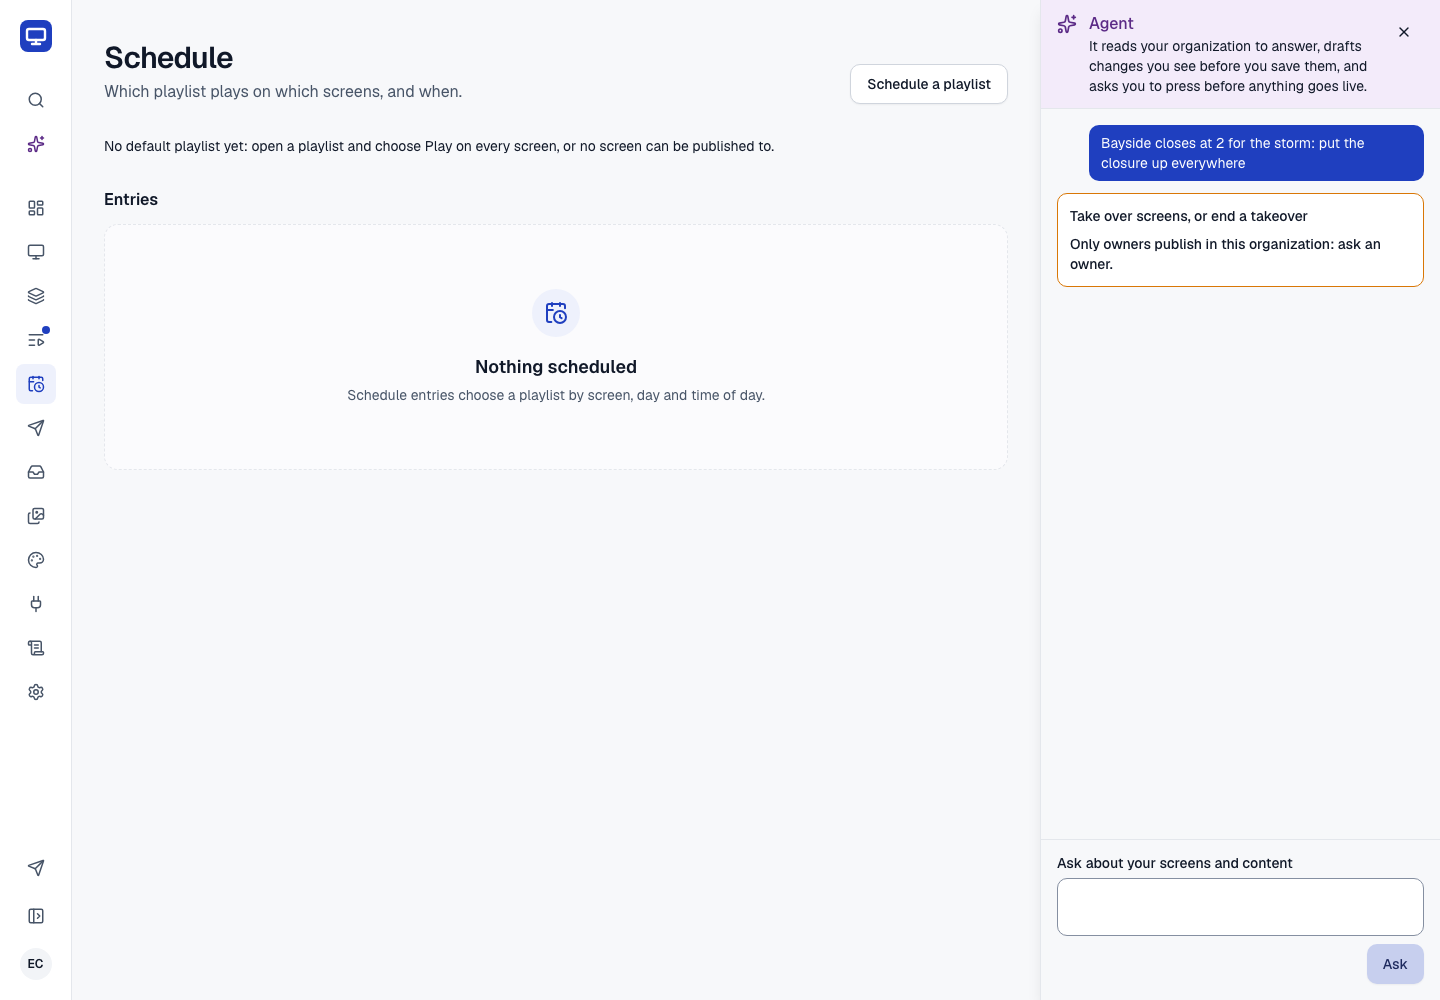 Schedule
Which playlist plays on which screens, and when.
Schedule a playlist
No default playlist yet: open a playlist and choose Play on every screen, or no screen can be published to.
Entries
Nothing scheduled
Schedule entries choose a playlist by screen, day and time of day.
EC
Agent
It reads your organization to answer, drafts
changes you see before you save them, and
asks you to press before anything goes live.
Bayside closes at 2 for the storm: put the
closure up everywhere
Take over screens, or end a takeover
Only owners publish in this organization: ask an
owner.
Ask about your screens and content
Ask